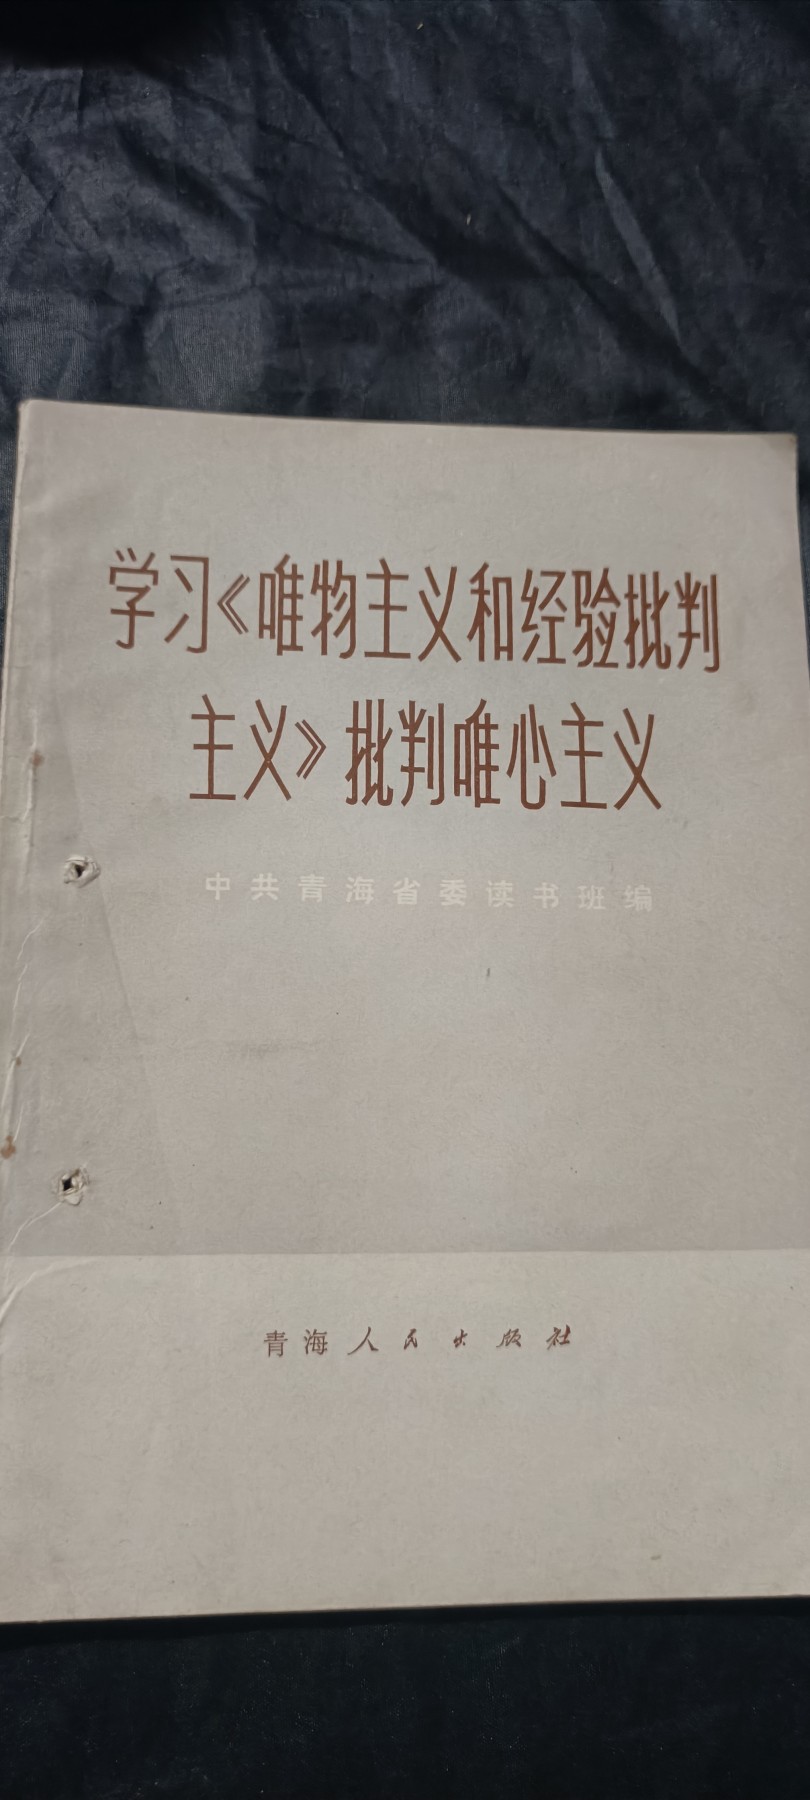 学习《唯物主义和经验批判
主义》批判唯心主义
中共青海省委读书班编
青海人民出版社